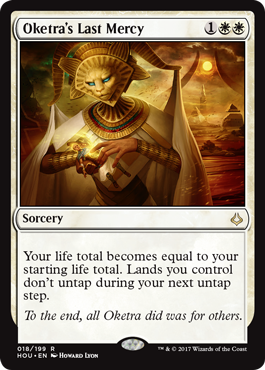 Oketra's Last Mercy 1
Sorcery
Your life total becomes equal to your
starting life total. Lands you control
don't untap during your next untap
step.
To the end, all Oketra did was for others.
018/199 R
HOU • EN Howard Lyon
™ & © 2017 Wizards of the Coast